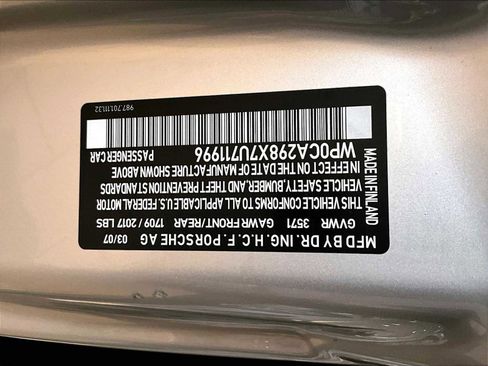 MFD BY DR. ING. H.C. F. PORSCHE AG
03/07
GVWR 3571 GAWR FRONT/REAR 1709 / 2017 LBS
THIS VEHICLE CONFORMS TO ALL APPLICABLE U.S. FEDERAL MOTOR
VEHICLE SAFETY, BUMPER, AND THEFT PREVENTION STANDARDS
IN EFFECT ON THE DATE OF MANUFACTURE SHOWN ABOVE
MADE IN FINLAND
PASSENGER CAR
WP0CA298X7U711996
987.701.111.32